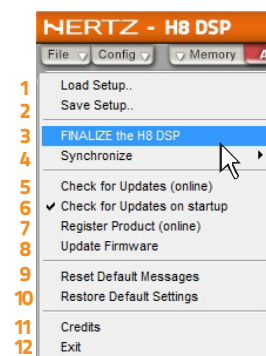 HERTZ - H8 DSP
File Config Memory
1 Load Setup..
2 Save Setup..
3 FINALIZE the H8 DSP
4 Synchronize
5 Check for Updates (online)
6 Check for Updates on startup
7 Register Product (online)
8 Update Firmware
9 Reset Default Messages
10 Restore Default Settings
11 Credits
12 Exit